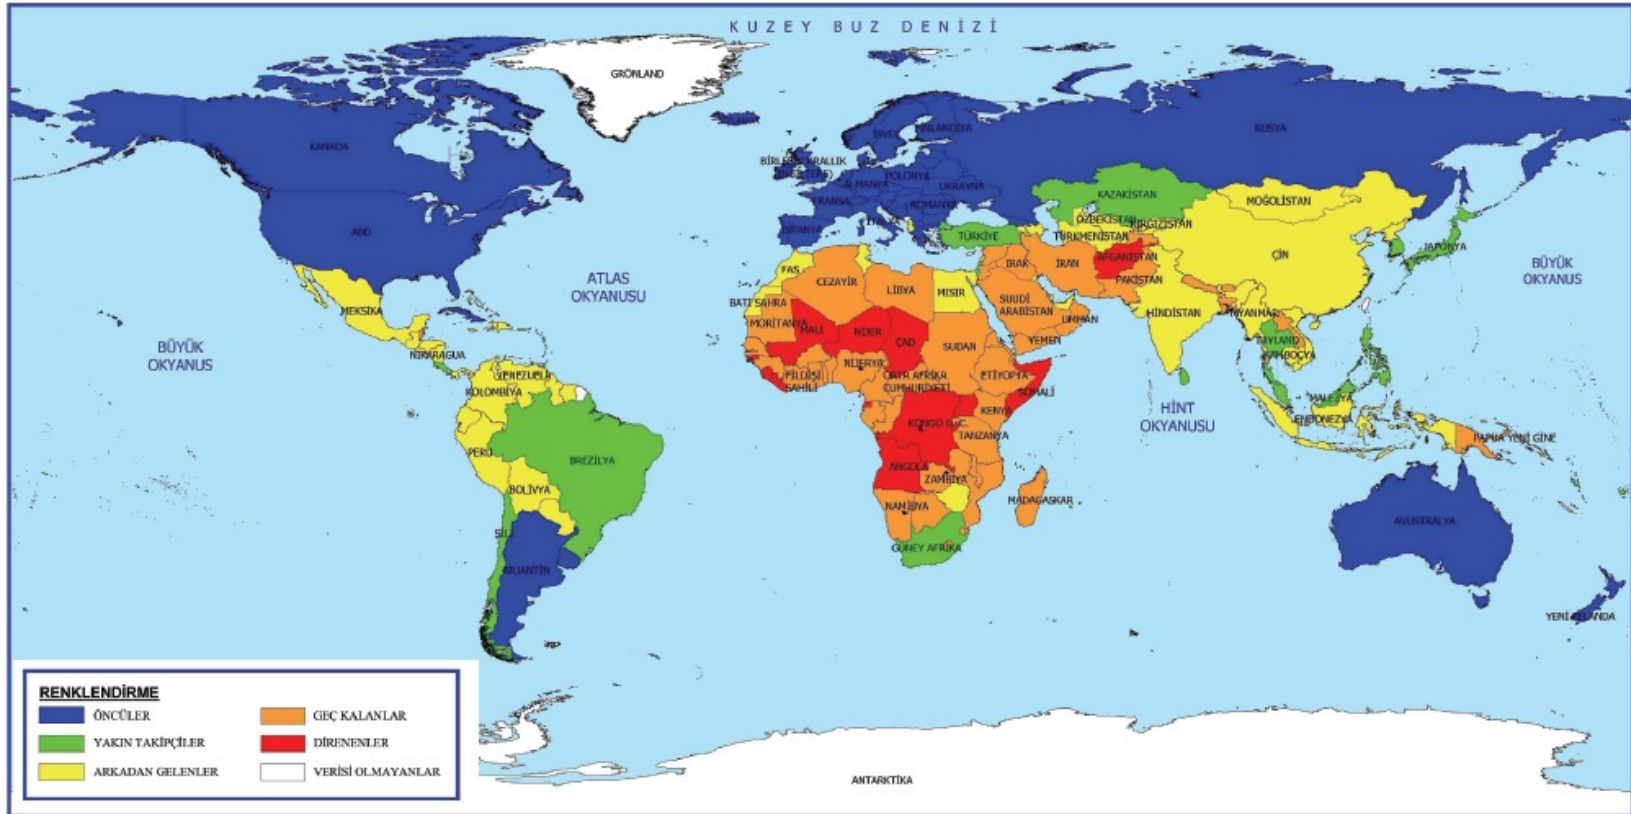 KUZEY BUZ DENİZİ
GRÖNLAND
KANADA
ABD
MEKSİKA
NİKARAGUA
VENEZUELA
KOLOMBİYA
PERU
BREZİLYA
BOLİVYA
ŞİLİ
ARJANTİN
BÜYÜK
OKYANUS
ATLAS
OKYANUSU
İSVEÇ
FİNLANDİYA
RUSYA
POLONYA
ALMANYA
UKRAYNA
FRANSA
ROMANYA
İTALYA
İSPANYA
TÜRKİYE
KAZAKİSTAN
ÖZBEKİSTAN
KIRGIZİSTAN
TÜRKMENİSTAN
MOĞOLİSTAN
ÇİN
JAPONYA
AFGANİSTAN
İRAN
IRAK
PAKİSTAN
HİNDİSTAN
MYANMAR
TAYLAND
KAMBOÇYA
MALEZYA
ENDONEZYA
PAPUA YENİ GİNE
FAS
CEZAYİR
LİBYA
MISIR
SUUDİ
ARABİSTAN
UMMAN
YEMEN
BATI SAHRA
MORİTANYA
MALİ
NİJER
ÇAD
SUDAN
NİJERYA
FİLDİŞİ
SAHİLİ
ORTA AFRİKA
CUMHURİYETİ
ETİYOPYA
SOMALİ
KENYA
KONGO D. C.
TANZANYA
ANGOLA
ZAMBİYA
NAMİBYA
MADAGASKAR
GÜNEY AFRİKA
HİNT
OKYANUSU
BÜYÜK
OKYANUS
AVUSTRALYA
YENİ ZELANDA
ANTARKTİKA
RENKLENDİRME
ÖNCÜLER
YAKIN TAKİPÇİLER
ARKADAN GELENLER
GEÇ KALANLAR
DİRENENLER
VERİSİ OLMAYANLAR